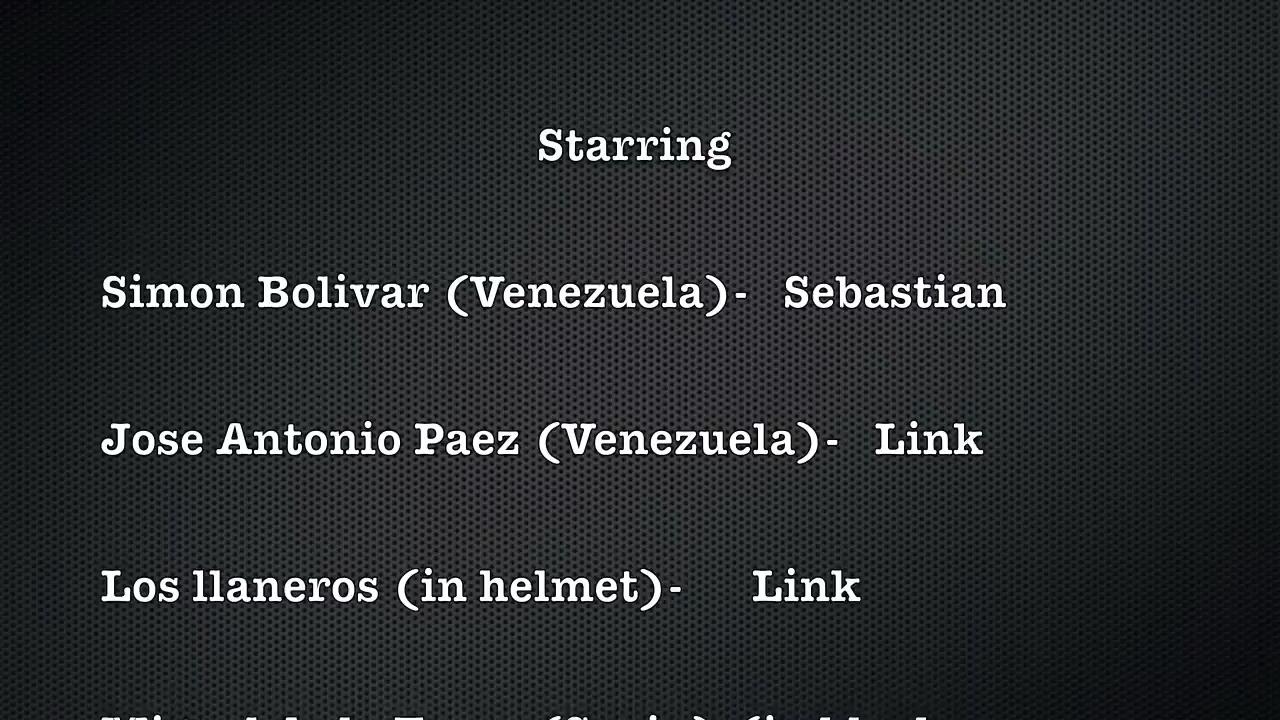 Starring
Simon Bolivar (Venezuela)- Sebastian
Jose Antonio Paez (Venezuela)- Link
Los llaneros (in helmet)- Link